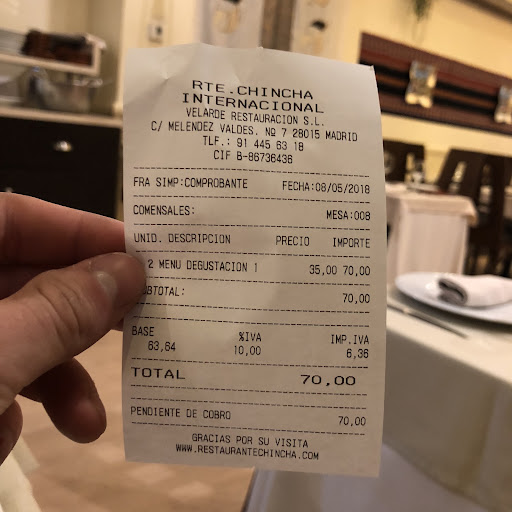 RTE.CHINCHA
INTERNACIONAL
VELARDE RESTAURACION S.L.
C/ MELENDEZ VALDES. Nº 7 28015 MADRID
TLF.: 91 445 63 18
CIF B-86736436
FRA SIMP:COMPROBANTE FECHA:08/05/2018
COMENSALES: MESA:008
UNID. DESCRIPCION PRECIO IMPORTE
2 MENU DEGUSTACION 1 35,00 70,00
BTOTAL: 70,00
BASE %IVA IMP.IVA
63,64 10,00 6,36
TOTAL 70,00
PENDIENTE DE COBRO 70,00
GRACIAS POR SU VISITA
WWW.RESTAURANTECHINCHA.COM